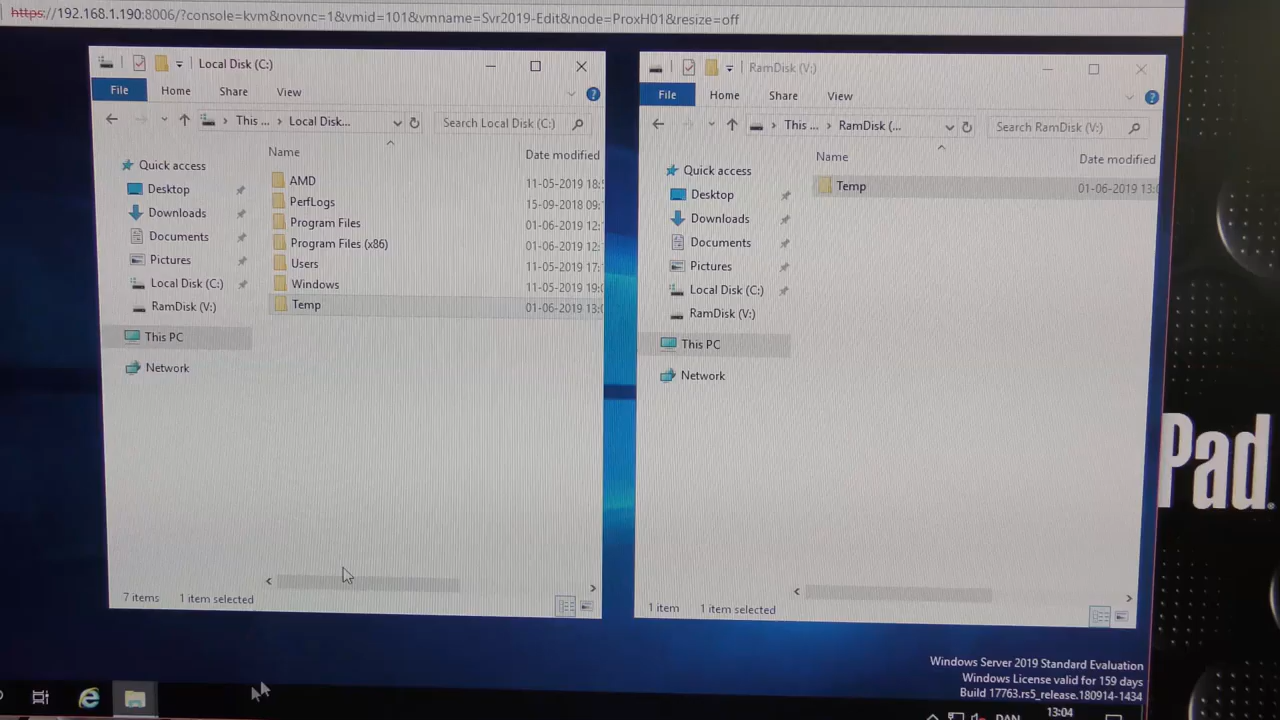 https://192.168.1.190:8006/?console=kvm&novnc=1&vmid=101&vmname=Svr2019-Edit&node=ProxH01&resize=off
Local Disk (C:)
File Home Share View
This ... Local Disk... Search Local Disk (C:)
Name Date modified
Quick access
Desktop
Downloads
Documents
Pictures
Local Disk (C:)
RamDisk (V:)
This PC
Network
AMD 11-05-2019 18:
PerfLogs 15-09-2018 09:
Program Files 01-06-2019 12:
Program Files (x86) 01-06-2019 12:
Users 11-05-2019 17:
Windows 11-05-2019 19:
Temp 01-06-2019 13:0
7 items 1 item selected
RamDisk (V:)
File Home Share View
This ... RamDisk (... Search RamDisk (V:)
Name Date modified
Quick access
Desktop
Downloads
Documents
Pictures
Local Disk (C:)
RamDisk (V:)
This PC
Network
Temp 01-06-2019 13:0
1 item 1 item selected
Pad
Windows Server 2019 Standard Evaluation
Windows License valid for 159 days
Build 17763.rs5_release.180914-1434
DAN 13:04